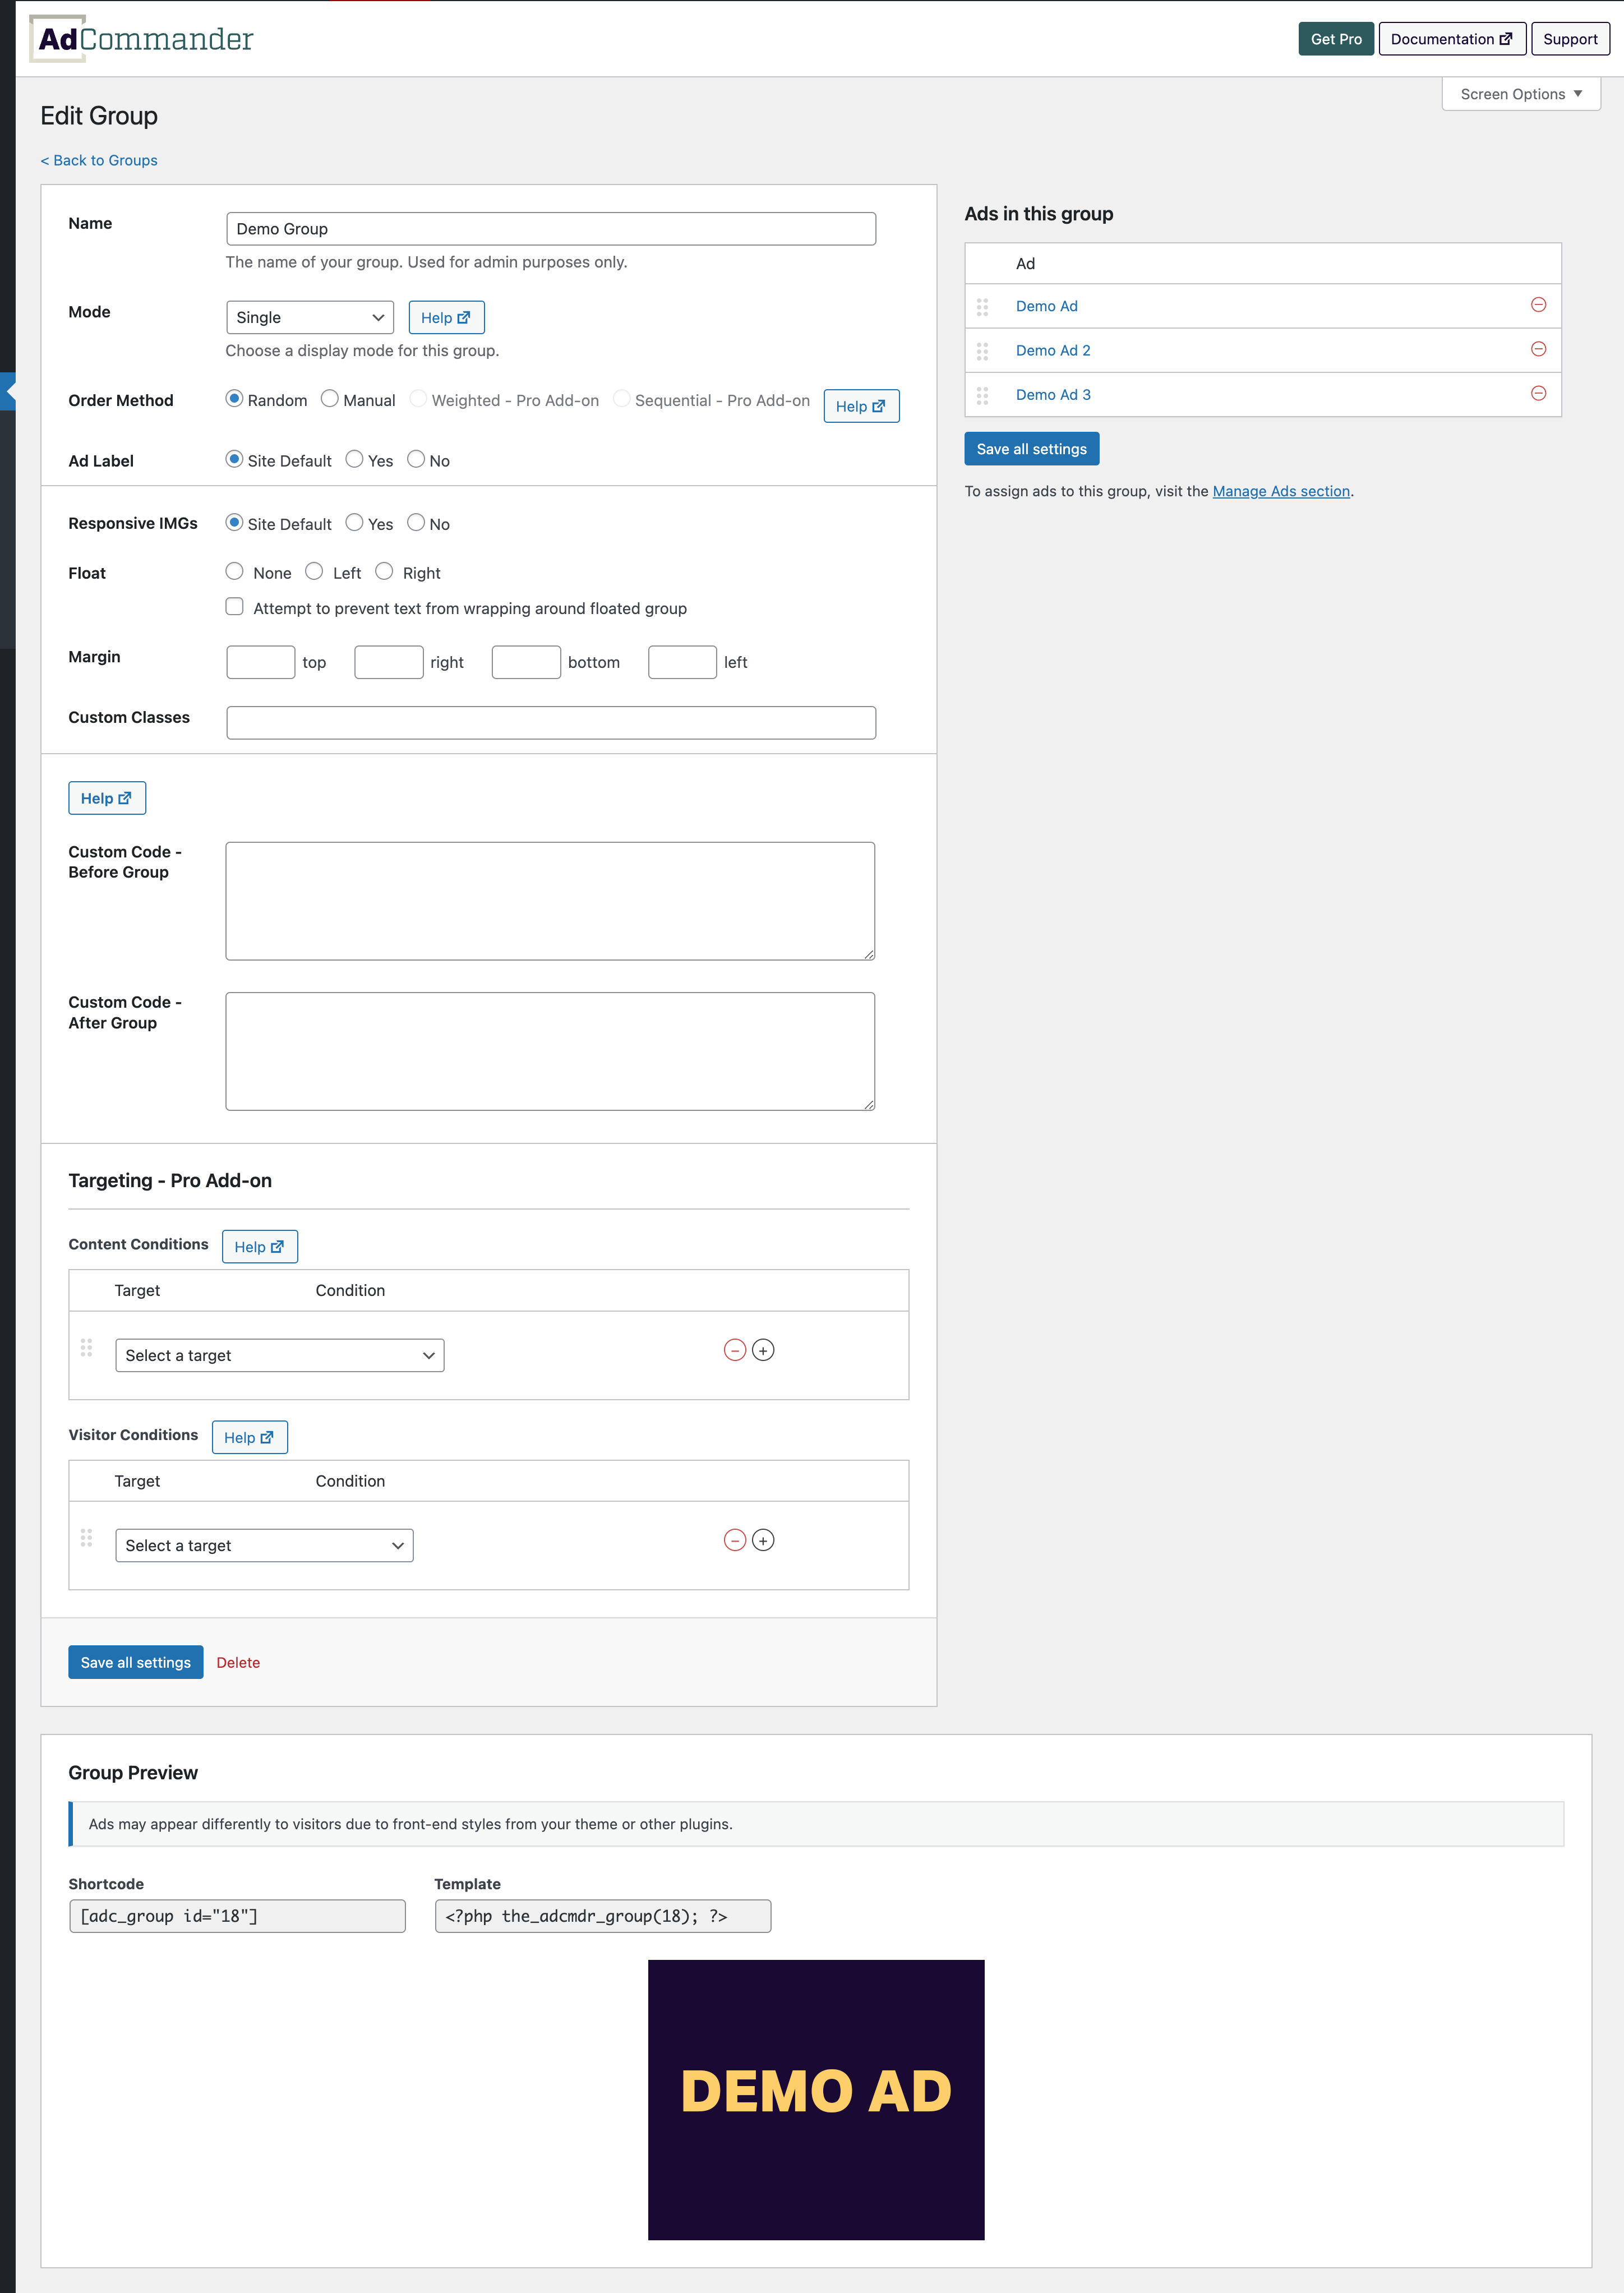 AdCommander
Get Pro
Documentation
Support
Screen Options
Edit Group
< Back to Groups
Name
Demo Group
The name of your group. Used for admin purposes only.
Mode
Single
Help
Choose a display mode for this group.
Order Method
Random Manual Weighted - Pro Add-on Sequential - Pro Add-on
Help
Ad Label
Site Default Yes No
Responsive IMGs
Site Default Yes No
Float
None Left Right
Attempt to prevent text from wrapping around floated group
Margin
top right bottom left
Custom Classes
Help
Custom Code -
Before Group
Custom Code -
After Group
Targeting - Pro Add-on
Content Conditions
Help
Target Condition
Select a target
Visitor Conditions
Help
Target Condition
Select a target
Save all settings
Delete
Ads in this group
Ad
Demo Ad
Demo Ad 2
Demo Ad 3
Save all settings
To assign ads to this group, visit the Manage Ads section.
Group Preview
Ads may appear differently to visitors due to front-end styles from your theme or other plugins.
Shortcode
[adc_group id="18"]
Template
<?php the_adcmdr_group(18); ?>
DEMO AD